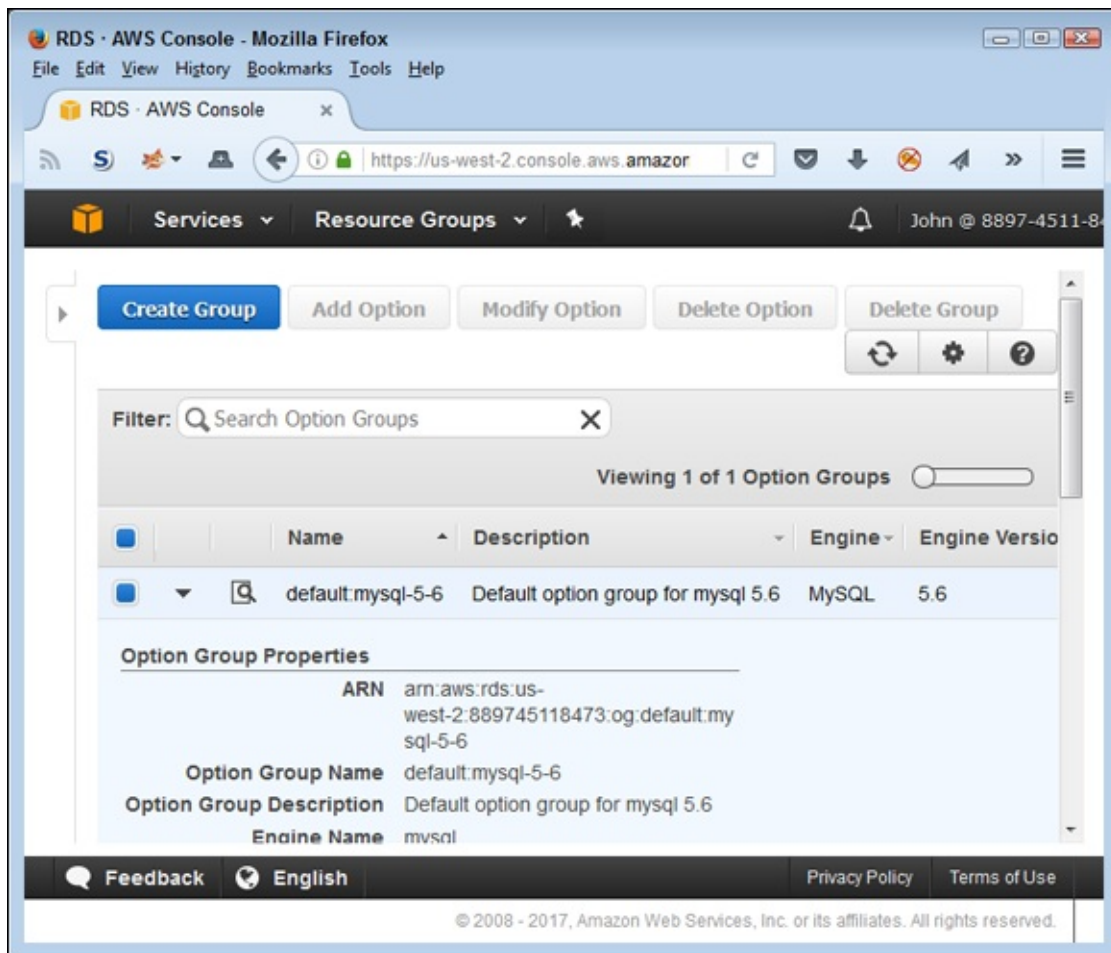 RDS · AWS Console - Mozilla Firefox
File Edit View History Bookmarks Tools Help
RDS · AWS Console
https://us-west-2.console.aws.amazon
Services Resource Groups John @ 8897-4511-84
Create Group Add Option Modify Option Delete Option Delete Group
Filter: Search Option Groups
Viewing 1 of 1 Option Groups
Name Description Engine Engine Versio
default:mysql-5-6 Default option group for mysql 5.6 MySQL 5.6
Option Group Properties
ARN arn:aws:rds:us-
west-2:889745118473:og:default:my
sql-5-6
Option Group Name default:mysql-5-6
Option Group Description Default option group for mysql 5.6
Engine Name mysql
Feedback English Privacy Policy Terms of Use
© 2008 - 2017, Amazon Web Services, Inc. or its affiliates. All rights reserved.